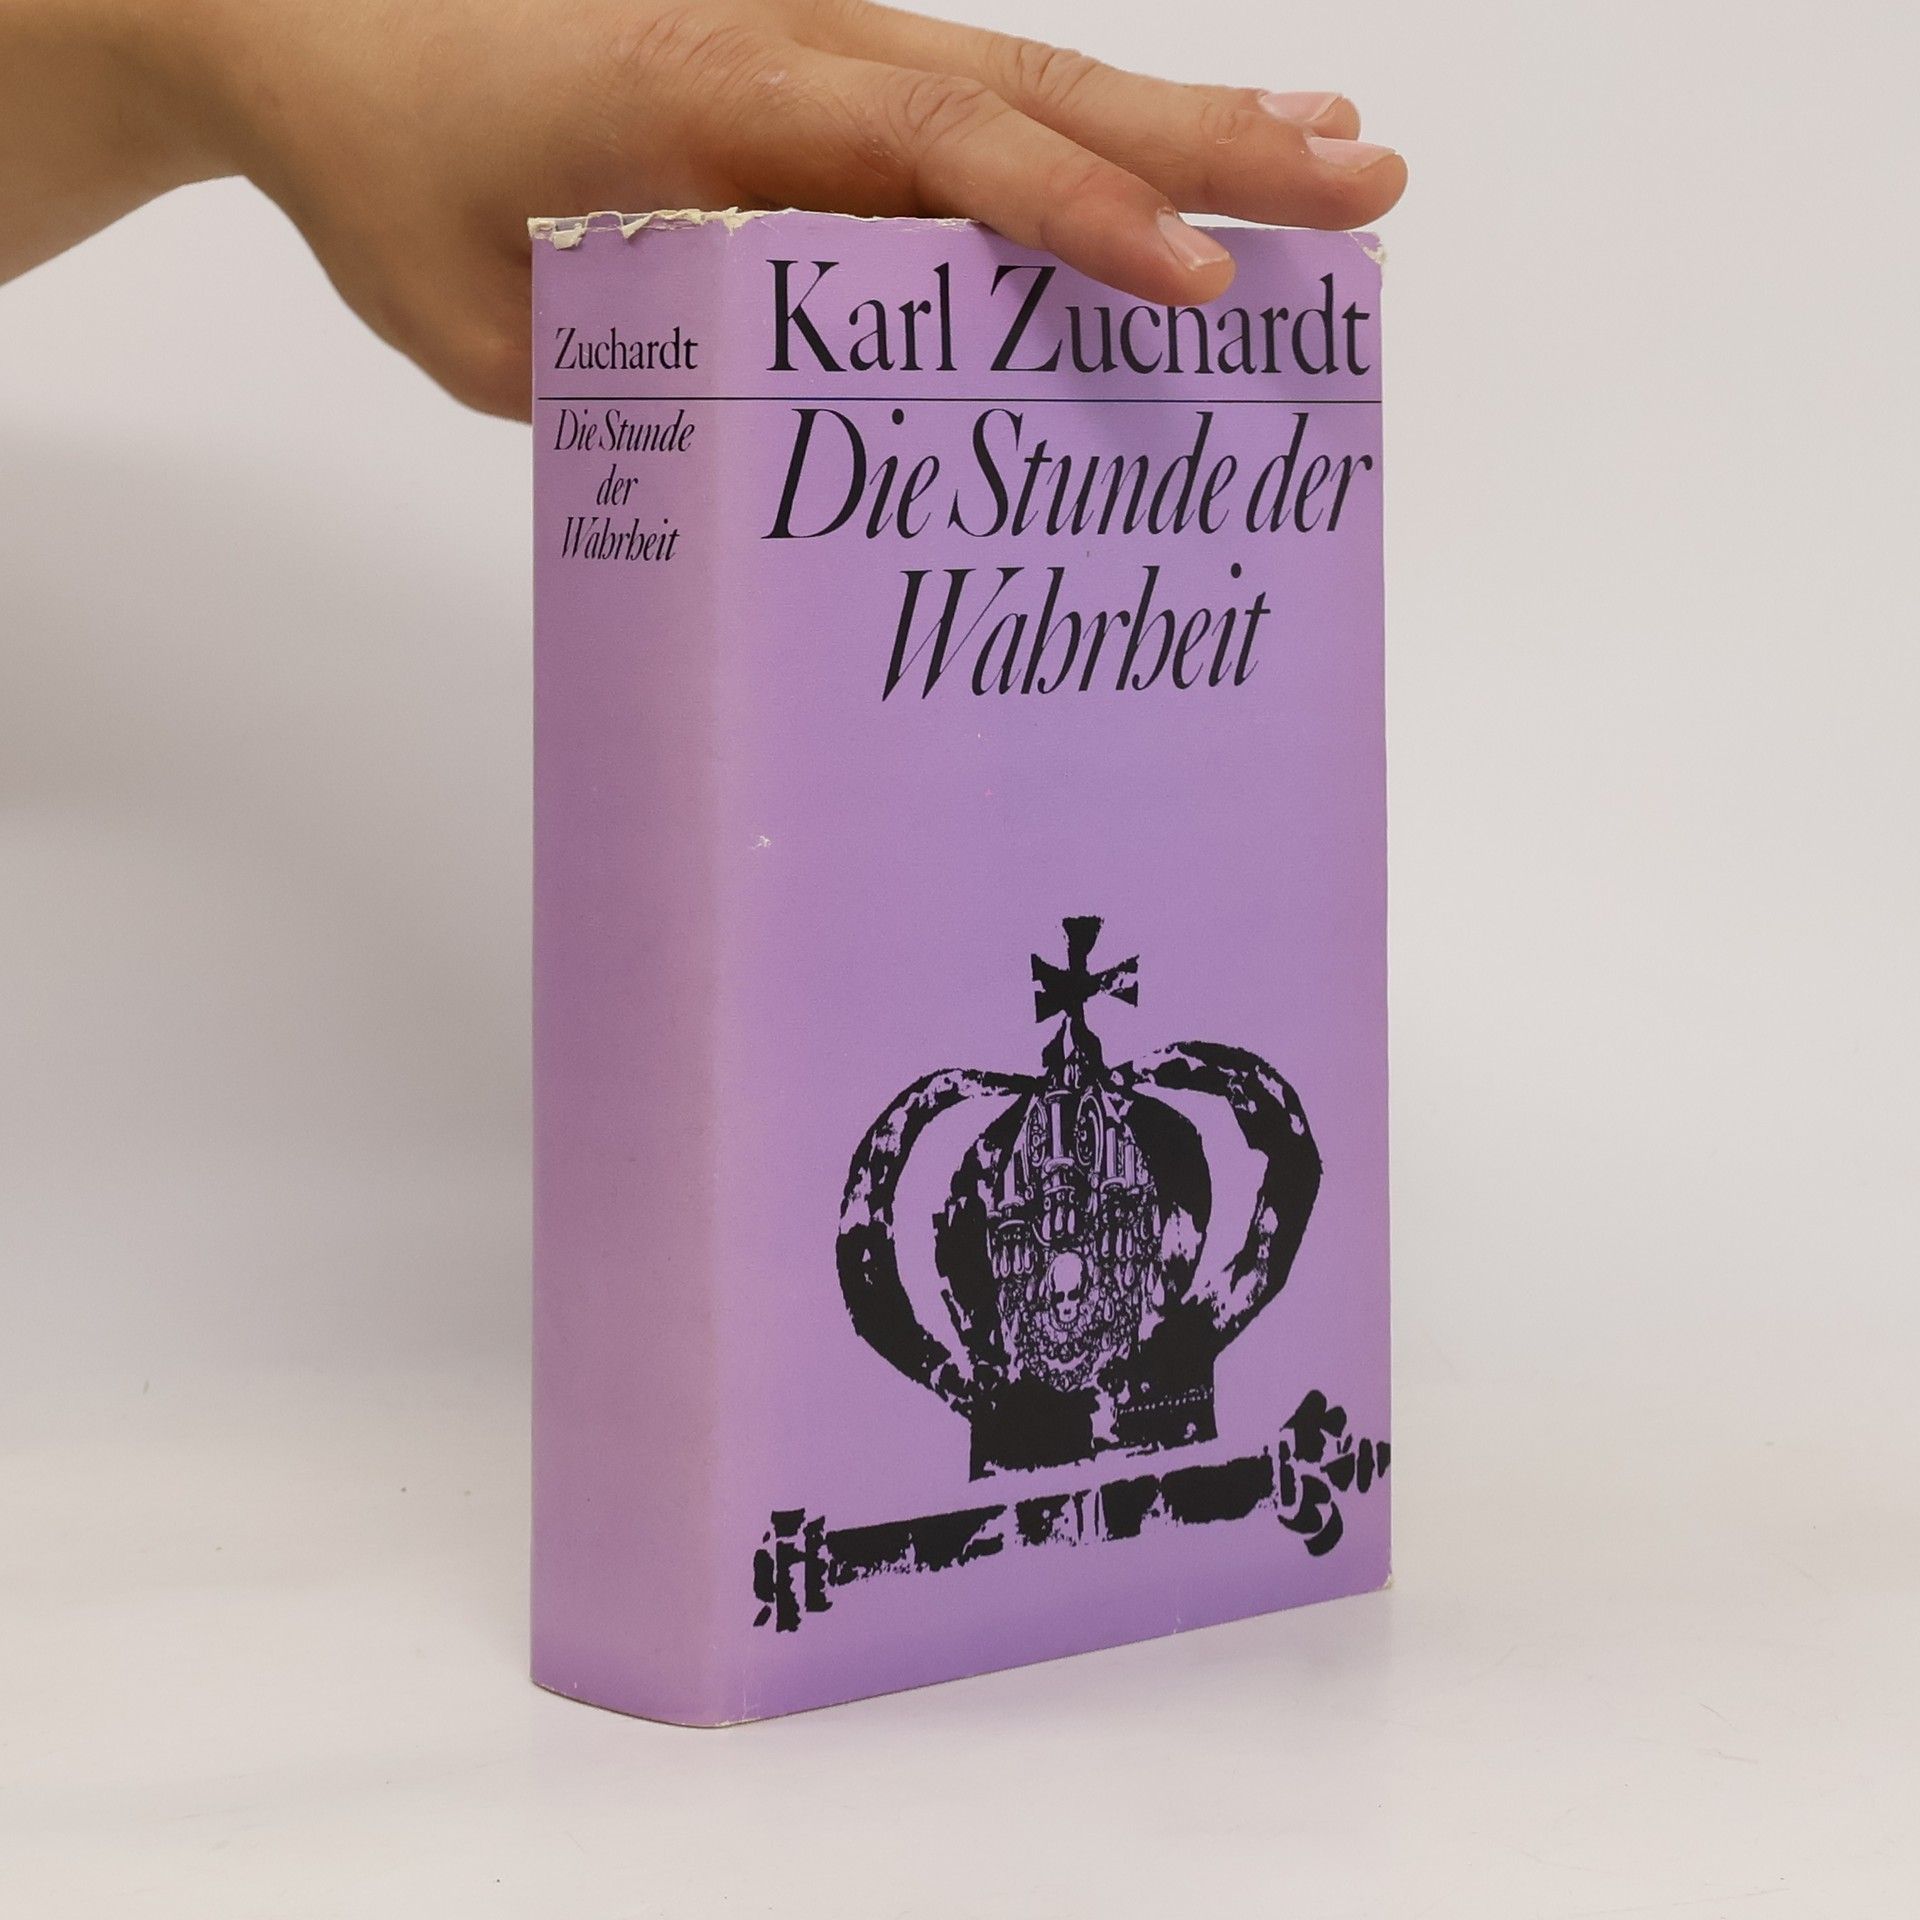 Zuchardt
Die Stunde
der
Wahrheit
Karl Zuchardt
Die Stunde der
Wahrheit